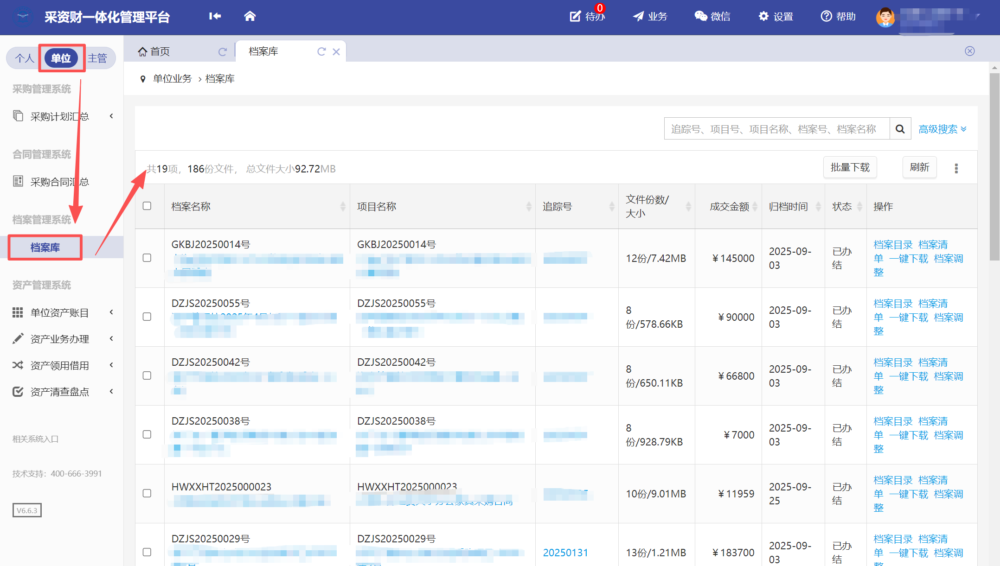 采资财一体化管理平台
待办
0
业务
微信
设置
帮助
个人
单位
主管
首页
档案库
单位业务 › 档案库
采购管理系统
采购计划汇总
合同管理系统
采购合同汇总
档案管理系统
档案库
资产管理系统
单位资产账目
资产业务办理
资产领用借用
资产清查盘点
相关系统入口
技术支持：400-666-3991
V6.6.3
追踪号、项目号、项目名称、档案号、档案名称
高级搜索
共19项，186份文件， 总文件大小92.72MB
批量下载
刷新
档案名称
项目名称
追踪号
文件份数/
大小
成交金额
归档时间
状态
操作
GKBJ20250014号
GKBJ20250014号
12份/7.42MB
￥145000
2025-09-
03
已办
结
档案目录 档案清
单 一键下载 档案调
整
DZJS20250055号
DZJS20250055号
8
份/578.66KB
￥90000
2025-09-
03
已办
结
档案目录 档案清
单 一键下载 档案调
整
DZJS20250042号
DZJS20250042号
8
份/650.11KB
￥66800
2025-09-
03
已办
结
档案目录 档案清
单 一键下载 档案调
整
DZJS20250038号
DZJS20250038号
8
份/928.79KB
￥7000
2025-09-
03
已办
结
档案目录 档案清
单 一键下载 档案调
整
HWXXHT2025000023
HWXXHT2025000023
10份/9.01MB
￥11959
2025-09-
25
已办
结
档案目录 档案清
单 一键下载 档案调
整
DZJS20250029号
DZJS20250029号
20250131
13份/1.21MB
￥183700
2025-09-
03
已办
结
档案目录 档案清
单 一键下载 档案调